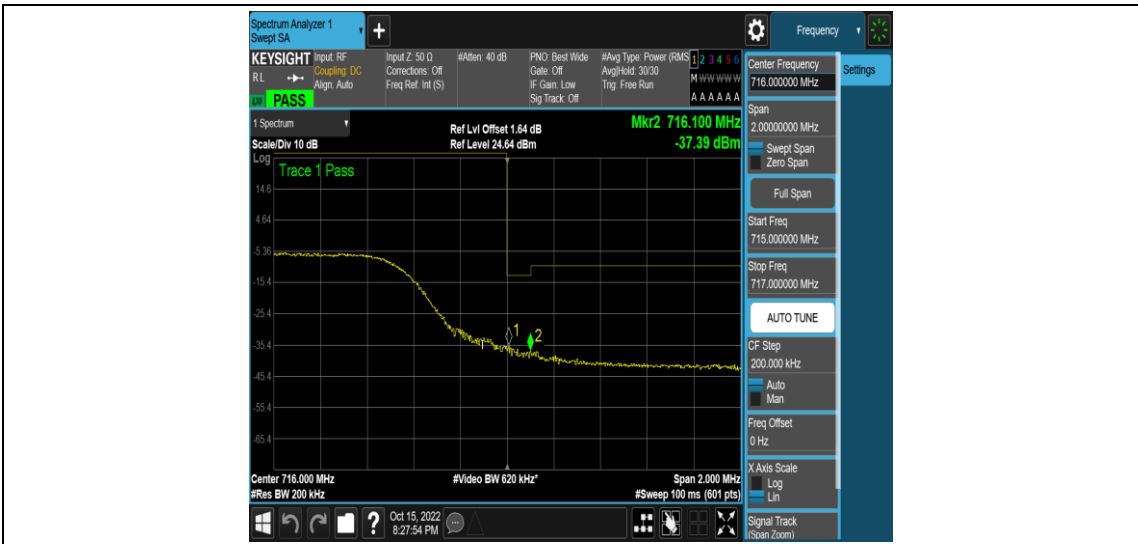 Spectrum Analyzer 1
Swept SA
+
Frequency
KEYSIGHT
RL
PASS
Input: RF
Coupling: DC
Align: Auto
Input Z: 50 Ω
Corrections: Off
Freq Ref: Int (S)
#Atten: 40 dB
PNO: Best Wide
Gate: Off
IF Gain: Low
Sig Track: Off
#Avg Type: Power (RMS
Avg|Hold: 30/30
Trig: Free Run
1 2 3 4 5 6
M W W W W W
A A A A A A
1 Spectrum
Scale/Div 10 dB
Ref Lvl Offset 1.64 dB
Ref Level 24.64 dBm
Mkr2 716.100 MHz
-37.39 dBm
Log
Trace 1 Pass
14.6
4.64
-5.36
-15.4
-25.4
-35.4
-45.4
-55.4
-65.4
1
2
Center 716.000 MHz
#Res BW 200 kHz
#Video BW 620 kHz*
Span 2.000 MHz
#Sweep 100 ms (601 pts)
?
Oct 15, 2022
8:27:54 PM
Center Frequency
716.000000 MHz
Settings
Span
2.00000000 MHz
Swept Span
Zero Span
Full Span
Start Freq
715.000000 MHz
Stop Freq
717.000000 MHz
AUTO TUNE
CF Step
200.000 kHz
Auto
Man
Freq Offset
0 Hz
X Axis Scale
Log
Lin
Signal Track
(Span Zoom)